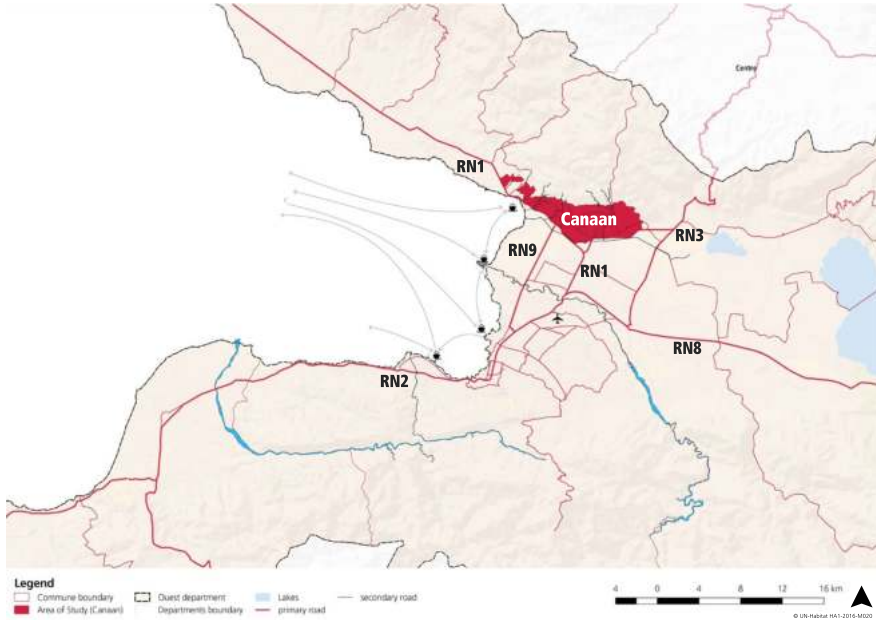 Centre
RN1
Canaan
RN3
RN9
RN1
RN8
RN2
Legend
Commune boundary
Area of Study (Canaan)
Ouest department
Departments boundary
Lakes
primary road
secondary road
4 0 4 8 12 16 km
© UN-Habitat HA1-2016-M020